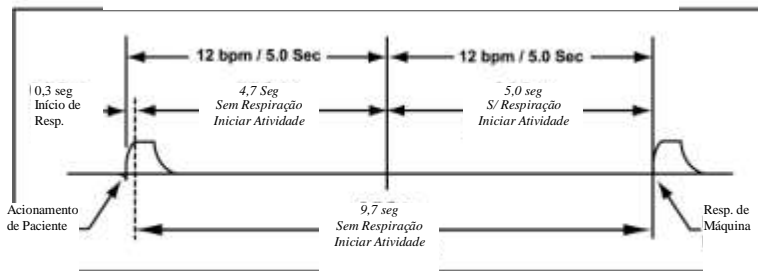 12 bpm / 5.0 Sec
12 bpm / 5.0 Sec
0,3 seg
Início de
Resp.
4,7 Seg
Sem Respiração
Iniciar Atividade
5,0 seg
S/ Respiração
Iniciar Atividade
Acionamento
de Paciente
9,7 seg
Sem Respiração
Iniciar Atividade
Resp. de
Máquina